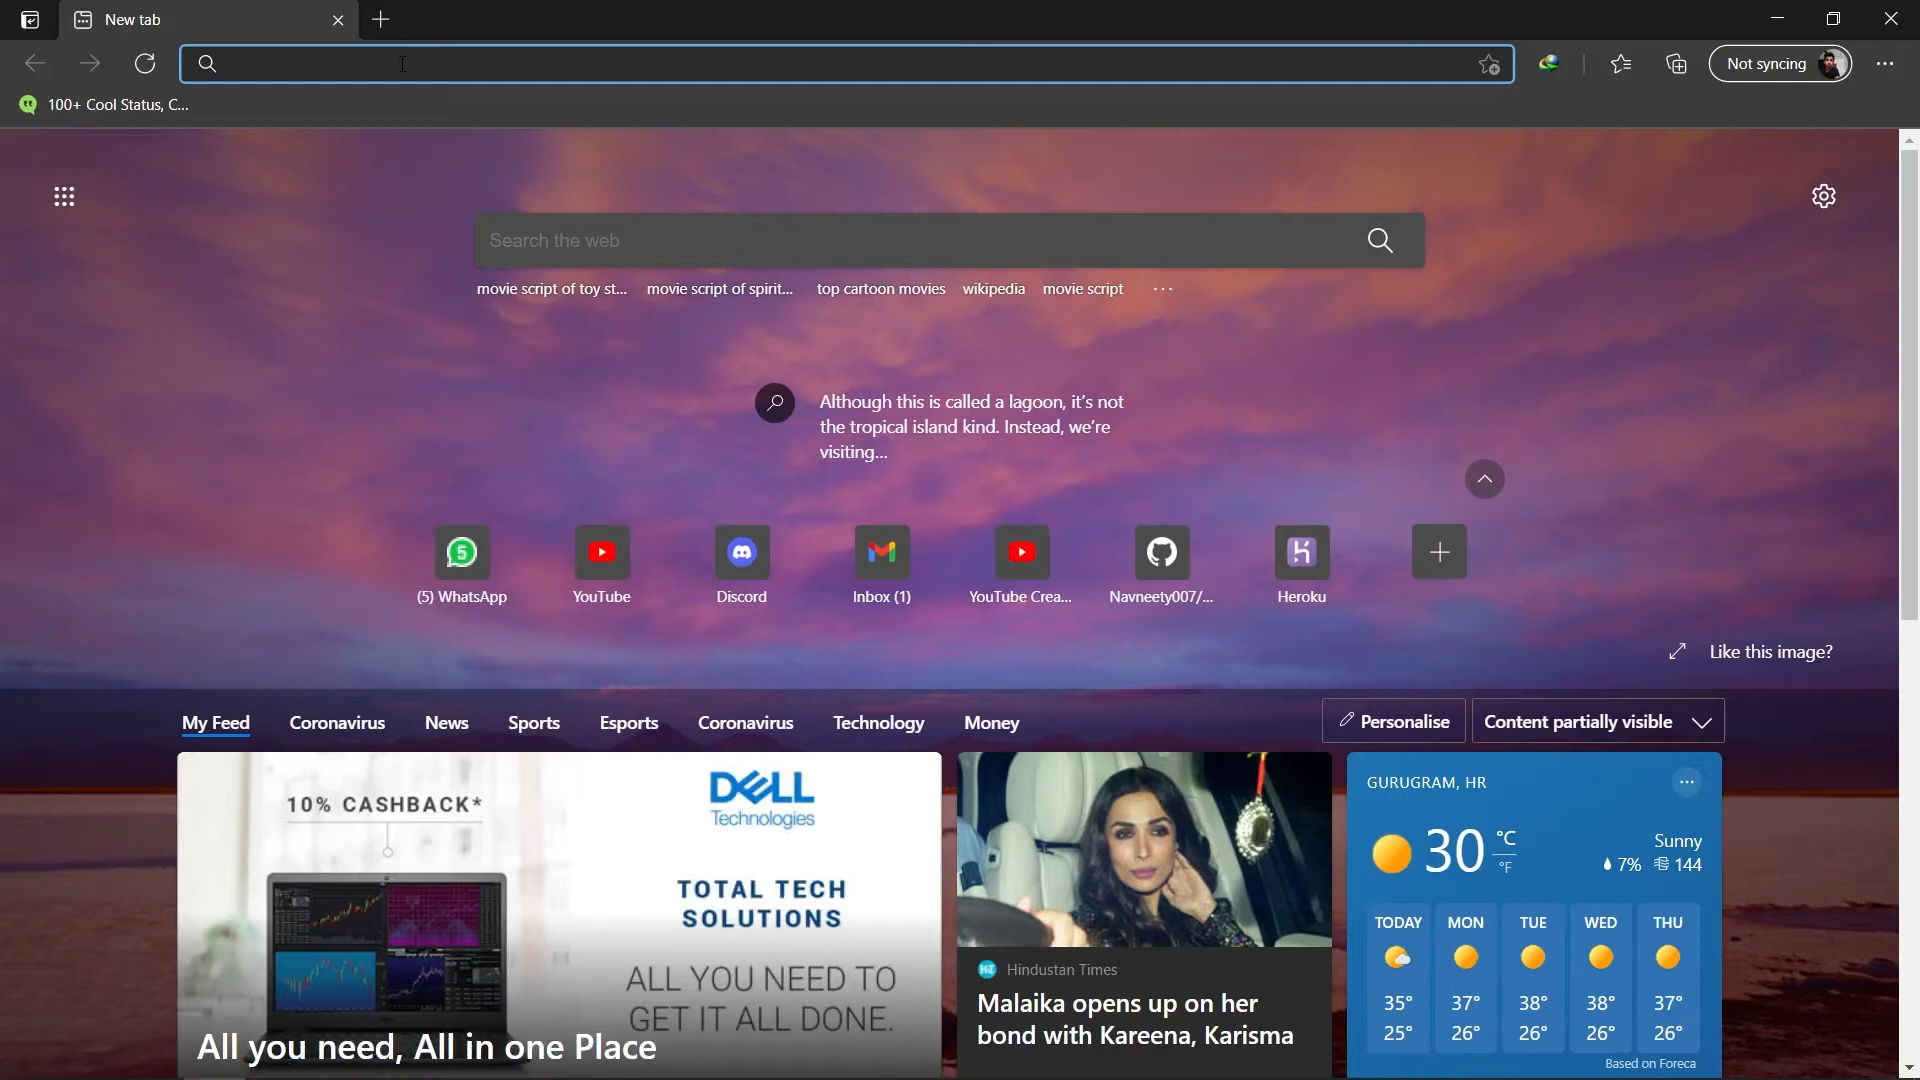 New tab
Not syncing
100+ Cool Status, C...
Search the web
movie script of toy st... movie script of spirit... top cartoon movies wikipedia movie script ...
Although this is called a lagoon, it's not
the tropical island kind. Instead, we're
visiting...
5
(5) WhatsApp YouTube Discord Inbox (1) YouTube Crea... Navneety007/... Heroku
Like this image?
My Feed Coronavirus News Sports Esports Coronavirus Technology Money
Personalise Content partially visible
10% CASHBACK*
DELL
Technologies
TOTAL TECH
SOLUTIONS
ALL YOU NEED TO
GET IT ALL DONE.
All you need, All in one Place
HT Hindustan Times
Malaika opens up on her
bond with Kareena, Karisma
GURUGRAM, HR
30 °C
°F
Sunny
7% 144
TODAY MON TUE WED THU
35° 37° 38° 38° 37°
25° 26° 26° 26° 26°
Based on Foreca